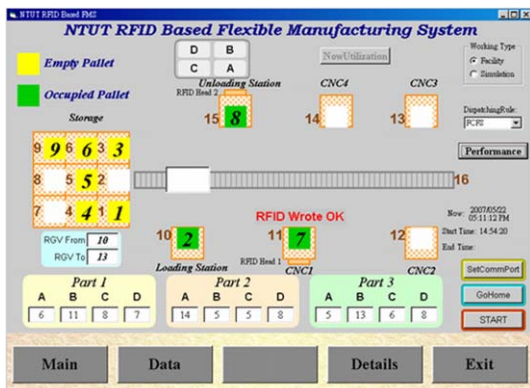 NTUT RFID Based FMS
NTUT RFID Based Flexible Manufacturing System
Empty Pallet
Occupied Pallet
D B
C A
NowUtilization
Working Type
Facility
Simulation
Unloading Station
RFID Head 2
CNC4
CNC3
15 8
14
13
DispatchingRule:
FCFS
Performance
Storage
9 9 6 6 3 3
8 5 5 2
7 4 4 1 1
16
RFID Wrote OK
Now: 2007/05/22
05:11:12 PM
Start Time: 14:54:20
End Time:
RGV From 10
RGV To 13
10 2
11 7
12
Loading Station
RFID Head 1
CNC1
CNC2
SetCommPort
GoHome
START
Part 1
A B C D
6 11 8 7
Part 2
A B C D
14 5 5 8
Part 3
A B C D
5 13 6 8
Main
Data
Details
Exit